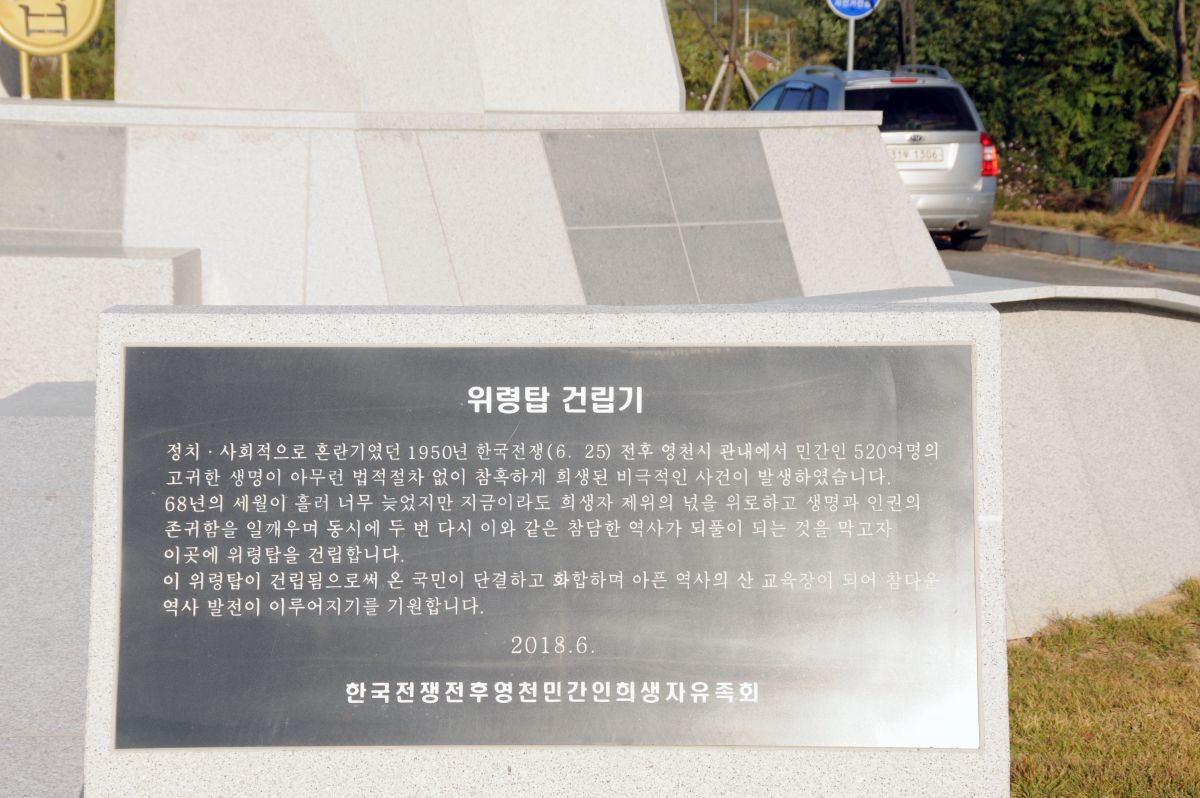 위령탑 건립기
정치·사회적으로 혼란기였던 1950년 한국전쟁(6. 25) 전후 영천시 관내에서 민간인 520여명의
고귀한 생명이 아무런 법적절차 없이 참혹하게 희생된 비극적인 사건이 발생하였습니다.
68년의 세월이 흘러 너무 늦었지만 지금이라도 희생자 제위의 넋을 위로하고 생명과 인권의
존귀함을 일깨우며 동시에 두 번 다시 이와 같은 참담한 역사가 되풀이 되는 것을 막고자
이곳에 위령탑을 건립합니다.
이 위령탑이 건립됨으로써 온 국민이 단결하고 화합하며 아픈 역사의 산 교육장이 되어 참다운
역사 발전이 이루어지기를 기원합니다.
2018.6.
한국전쟁전후영천민간인희생자유족회
1306